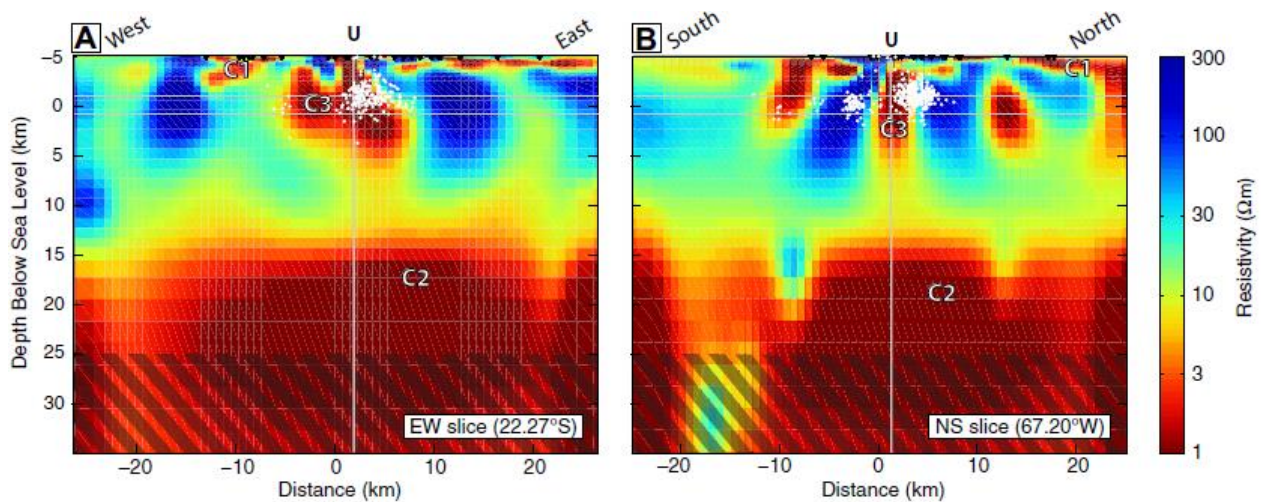 A West U East
B South U North
−5
0
5
10
15
20
25
30
Depth Below Sea Level (km)
C1
C3
C2
EW slice (22.27°S)
−20 −10 0 10 20
Distance (km)
C1
C3
C2
NS slice (67.20°W)
−20 −10 0 10 20
Distance (km)
300
100
30
10
3
1
Resistivity (Ωm)